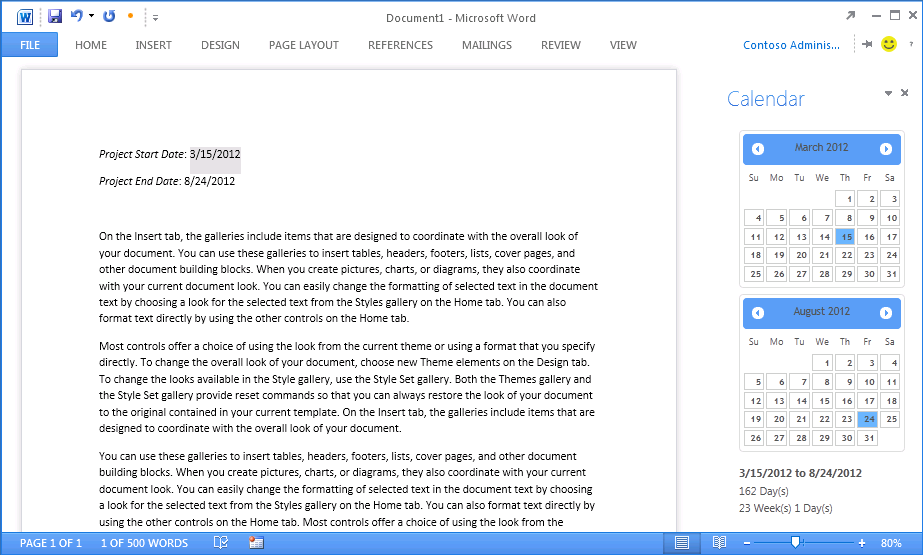 Document1 - Microsoft Word
FILE HOME INSERT DESIGN PAGE LAYOUT REFERENCES MAILINGS REVIEW VIEW
Contoso Adminis...
Project Start Date: 3/15/2012
Project End Date: 8/24/2012
On the Insert tab, the galleries include items that are designed to coordinate with the overall look of
your document. You can use these galleries to insert tables, headers, footers, lists, cover pages, and
other document building blocks. When you create pictures, charts, or diagrams, they also coordinate
with your current document look. You can easily change the formatting of selected text in the document
text by choosing a look for the selected text from the Styles gallery on the Home tab. You can also
format text directly by using the other controls on the Home tab.
Most controls offer a choice of using the look from the current theme or using a format that you specify
directly. To change the overall look of your document, choose new Theme elements on the Design tab.
To change the looks available in the Style gallery, use the Style Set gallery. Both the Themes gallery and
the Style Set gallery provide reset commands so that you can always restore the look of your document
to the original contained in your current template. On the Insert tab, the galleries include items that are
designed to coordinate with the overall look of your document.
You can use these galleries to insert tables, headers, footers, lists, cover pages, and other document
building blocks. When you create pictures, charts, or diagrams, they also coordinate with your current
document look. You can easily change the formatting of selected text in the document text by choosing
a look for the selected text from the Styles gallery on the Home tab. You can also format text directly by
using the other controls on the Home tab. Most controls offer a choice of using the look from the
Calendar
March 2012
Su Mo Tu We Th Fr Sa
1 2 3
4 5 6 7 8 9 10
11 12 13 14 15 16 17
18 19 20 21 22 23 24
25 26 27 28 29 30 31
August 2012
Su Mo Tu We Th Fr Sa
1 2 3 4
5 6 7 8 9 10 11
12 13 14 15 16 17 18
19 20 21 22 23 24 25
26 27 28 29 30 31
3/15/2012 to 8/24/2012
162 Day(s)
23 Week(s) 1 Day(s)
PAGE 1 OF 1 1 OF 500 WORDS 80%